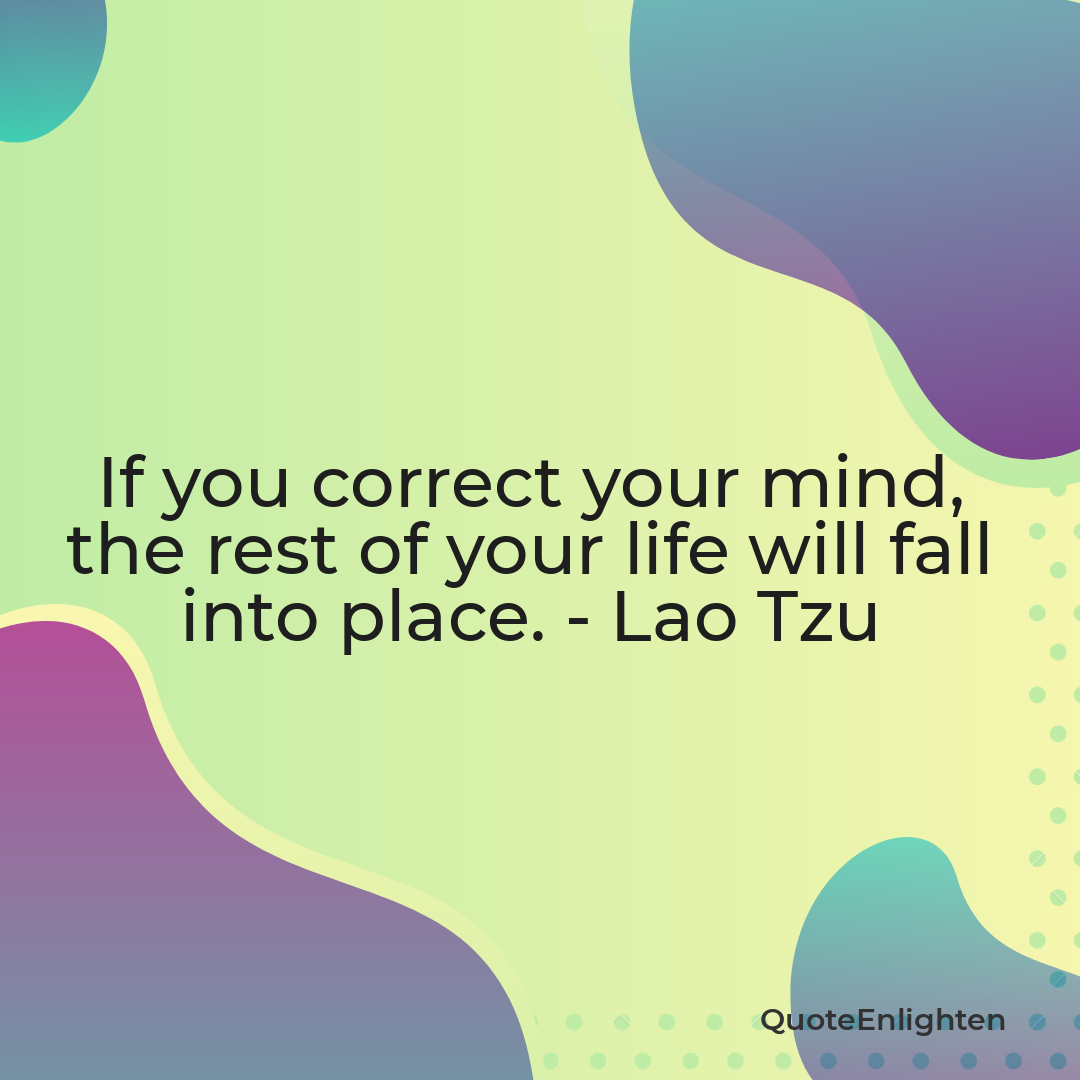 If you correct your mind,
the rest of your life will fall
into place. - Lao Tzu
QuoteEnlighten